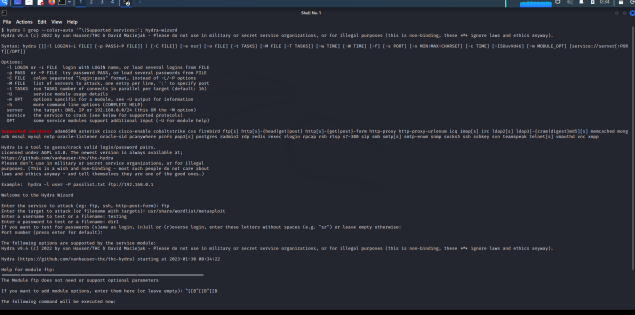 Shell No. 1
File Actions Edit View Help
$ hydra | grep --color=auto '^\(Supported services:'; hydra-wizard
Hydra v9.4 (c) 2022 by van Hauser/THC & David Maciejak - Please do not use in military or secret service organizations, or for illegal purposes (this is non-binding, these *** ignore laws and ethics anyway).
Syntax: hydra [[[-l LOGIN|-L FILE] [-p PASS|-P FILE]] | [-C FILE]] [-e nsr] [-o FILE] [-t TASKS] [-M FILE [-T TASKS]] [-w TIME] [-W TIME] [-f] [-s PORT] [-x MIN:MAX:CHARSET] [-c TIME] [-ISOuvVd46] [-m MODULE_OPT] [service://server[:PORT][/OPT]]
Options:
-l LOGIN or -L FILE login with LOGIN name, or load several logins from FILE
-p PASS or -P FILE try password PASS, or load several passwords from FILE
-C FILE colon separated "login:pass" format, instead of -L/-P options
-M FILE list of servers to attack, one entry per line, ':' to specify port
-t TASKS run TASKS number of connects in parallel per target (default: 16)
-U service module usage details
-m OPT options specific for a module, see -U output for information
-h more command line options (COMPLETE HELP)
server the target: DNS, IP or 192.168.0.0/24 (this OR the -M option)
service the service to crack (see below for supported protocols)
OPT some service modules support additional input (-U for module help)
Supported services: adam6500 asterisk cisco cisco-enable cobaltstrike cvs firebird ftp[s] http[s]-{head|get|post} http[s]-{get|post}-form http-proxy http-proxy-urlenum icq imap[s] irc ldap2[s] ldap3[-{cram|digest}md5][s] memcached mongodb mssql mysql nntp oracle-listener oracle-sid pcanywhere pcnfs pop3[s] postgres radmin2 rdp redis rexec rlogin rpcap rsh rtsp s7-300 sip smb smtp[s] smtp-enum snmp socks5 ssh sshkey svn teamspeak telnet[s] vmauthd vnc xmpp
Hydra is a tool to guess/crack valid login/password pairs.
Licensed under AGPL v3.0. The newest version is always available at;
https://github.com/vanhauser-thc/thc-hydra
Please don't use in military or secret service organizations, or for illegal
purposes. (This is a wish and non-binding - most such people do not care about
laws and ethics anyway - and tell themselves they are one of the good ones.)
Example: hydra -l user -P passlist.txt ftp://192.168.0.1
Welcome to the Hydra Wizard
Enter the service to attack (eg: ftp, ssh, http-post-form): ftp
Enter the target to attack (or filename with targets): usr/share/wordlist/metasploit
Enter a username to test or a filename: testing
Enter a password to test or a filename: dirl
If you want to test for passwords (s)ame as login, (n)ull or (r)everse login, enter these letters without spaces (e.g. "sr") or leave empty otherwise:
Port number (press enter for default):
The following options are supported by the service module:
Hydra v9.4 (c) 2022 by van Hauser/THC & David Maciejak - Please do not use in military or secret service organizations, or for illegal purposes (this is non-binding, these *** ignore laws and ethics anyway).
Hydra (https://github.com/vanhauser-thc/thc-hydra) starting at 2023-01-30 00:34:22
Help for module ftp:
The Module ftp does not need or support optional parameters
If you want to add module options, enter them here (or leave empty): ^[[D^[[D^[[D
The following command will be executed now: